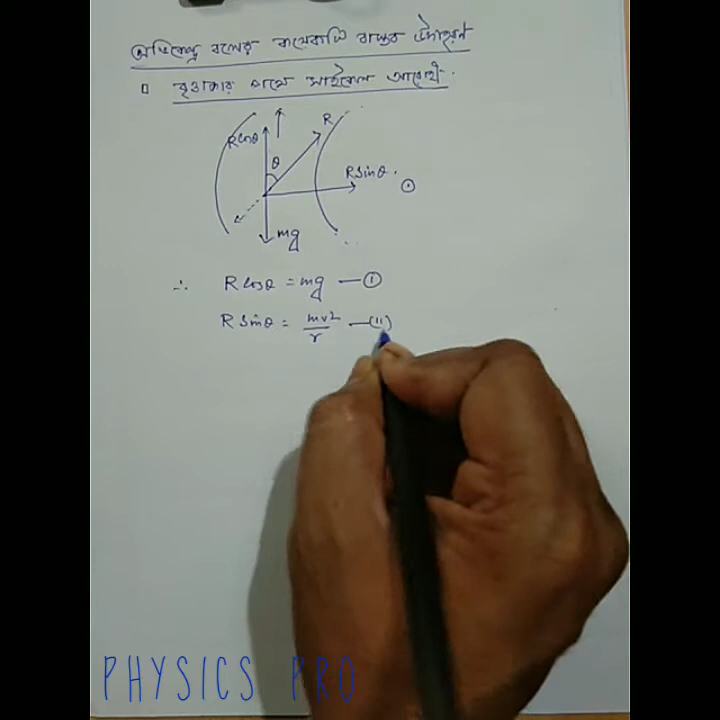 অভিকেন্দ্র বলের কয়েকটি বাস্তব উদাহরণ
বৃত্তাকার পথে সাইকেল আরোহী.
Rcosθ
R
θ
Rsinθ.
mg
∴ Rcosθ = mg —①
Rsinθ = mv²/r —(ii)
PHYSICS PRO